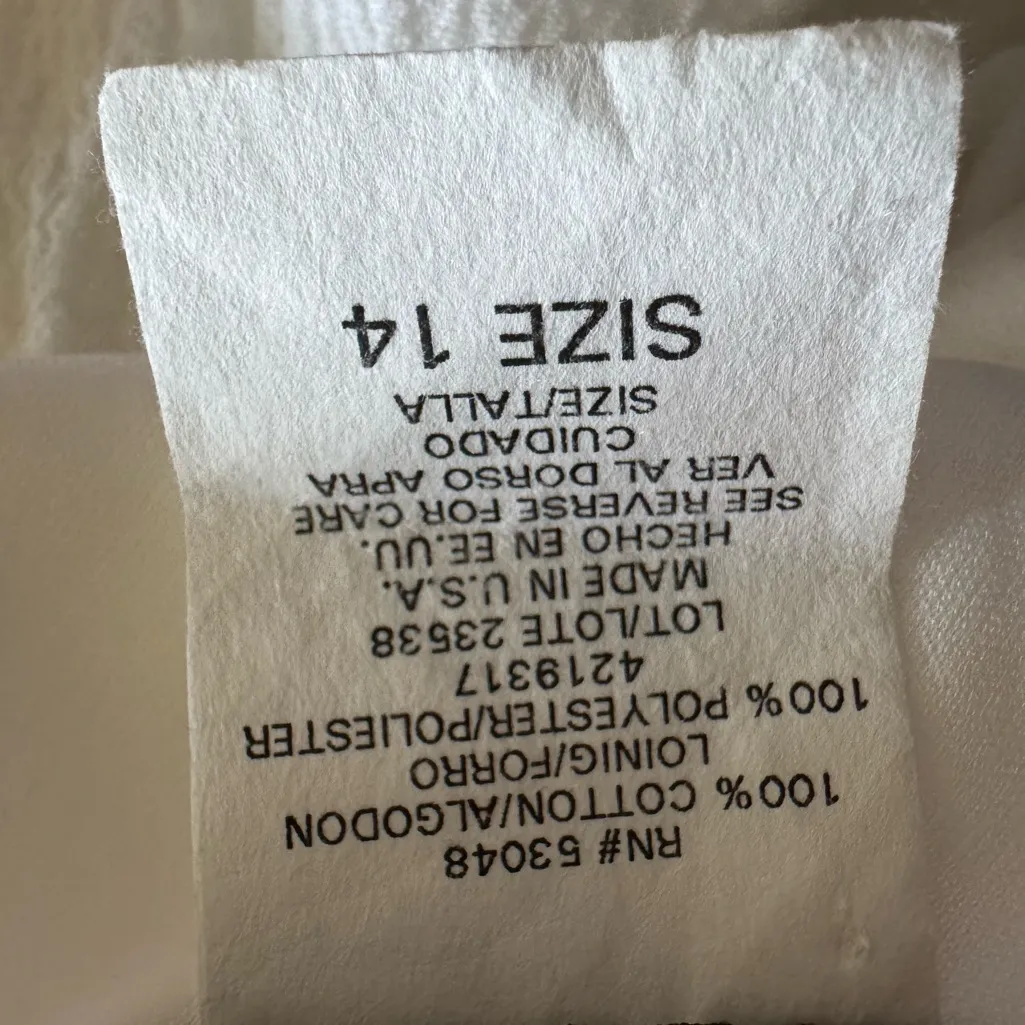 RN# 53048
100% COTTON/ALGODON
LOINIG/FORRO
100% POLYESTER/POLIESTER
4219317
LOT/LOTE 23538
MADE IN U.S.A.
HECHO EN EE.UU.
SEE REVERSE FOR CARE
VER AL DORSO APRA
CUIDADO
SIZE/TALLA
SIZE 14